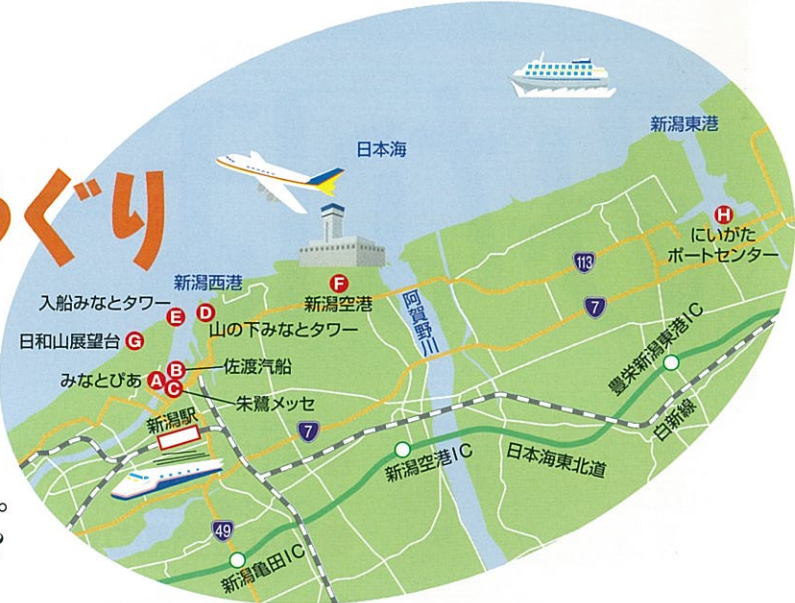 ぐり
日本海
新潟東港
H
にいがた
ポートセンター
新潟西港
入船みなとタワー
E
D
山の下みなとタワー
F
新潟空港
阿賀野川
113
7
日和山展望台
G
みなとぴあ
A
B
佐渡汽船
C
朱鷺メッセ
新潟駅
7
豊栄新潟東港IC
白新線
新潟空港IC
日本海東北道
49
新潟亀田IC
。